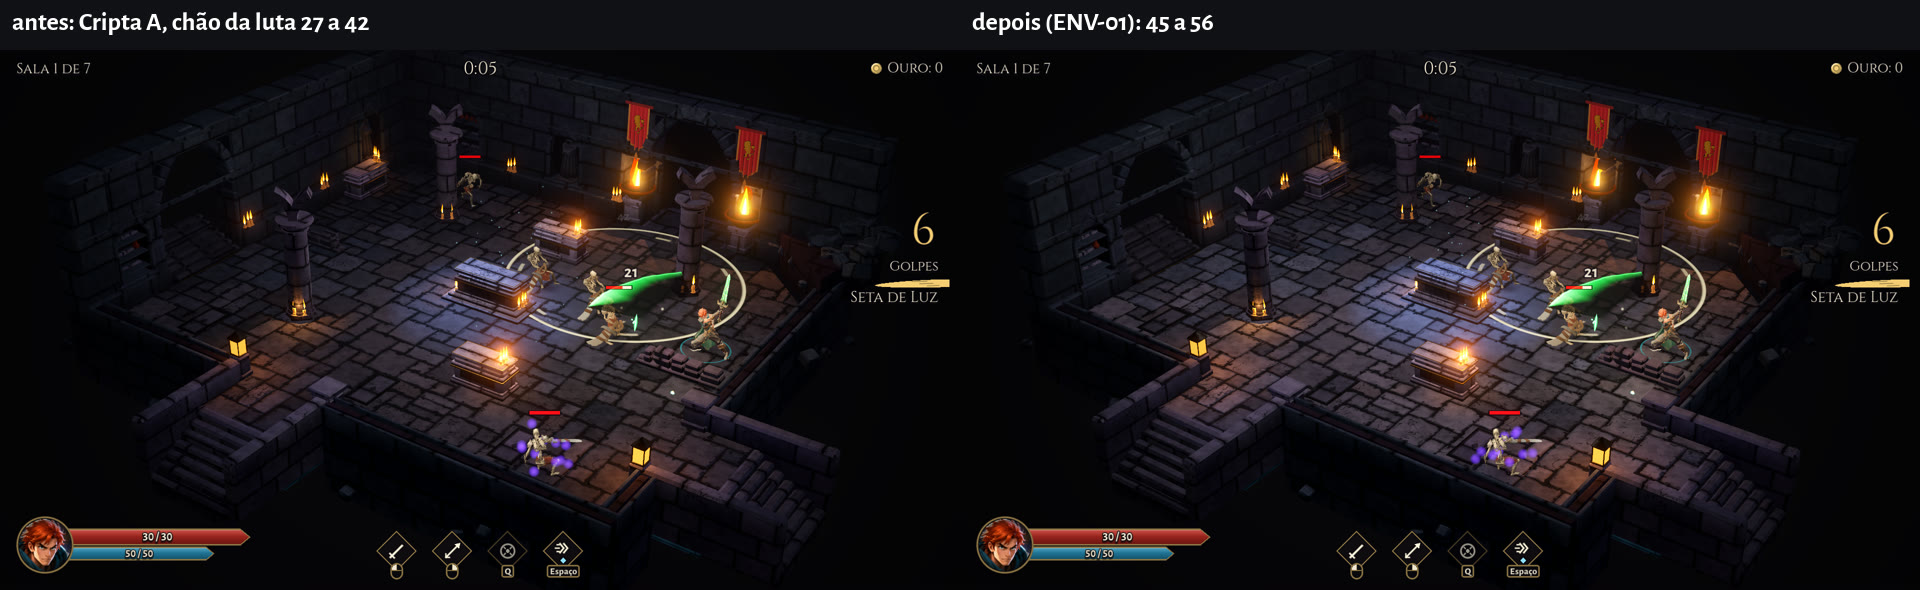 antes: Cripta A, chão da luta 27 a 42
depois (ENV-01): 45 a 56
Sala 1 de 7
0:05
Ouro: 0
21
6
Golpes
Seta de Luz
30/30
50/50
Q
Espaço
Sala 1 de 7
0:05
Ouro: 0
21
6
Golpes
Seta de Luz
30/30
50/50
Q
Espaço